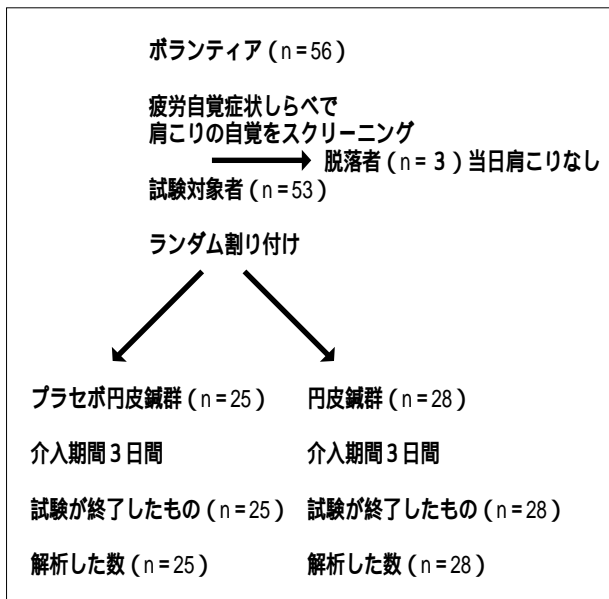 ボランティア(n=56)
疲労自覚症状しらべで
肩こりの自覚をスクリーニング
脱落者(n=3)当日肩こりなし
試験対象者(n=53)
ランダム割り付け
プラセボ円皮鍼群(n=25)
介入期間3日間
試験が終了したもの(n=25)
解析した数(n=25)
円皮鍼群(n=28)
介入期間3日間
試験が終了したもの(n=28)
解析した数(n=28)